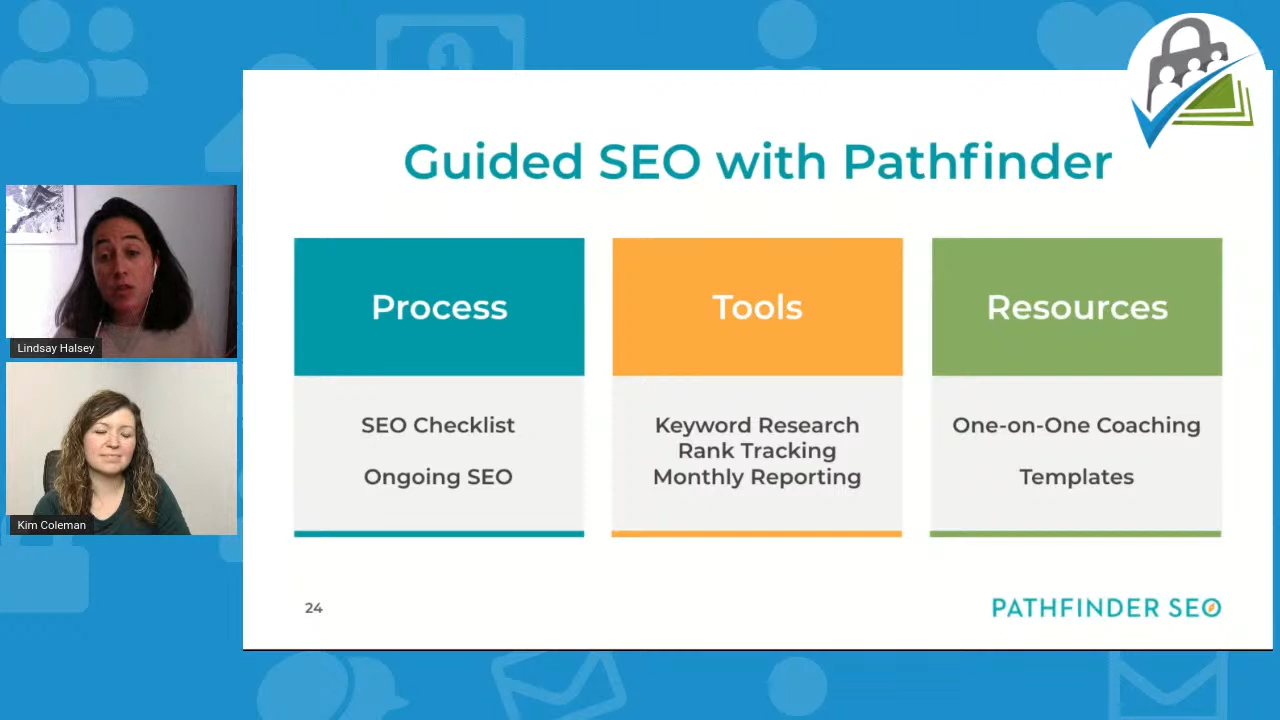 Guided SEO with Pathfinder
Process
SEO Checklist
Ongoing SEO
Tools
Keyword Research
Rank Tracking
Monthly Reporting
Resources
One-on-One Coaching
Templates
24
PATHFINDER SEO
Lindsay Halsey
Kim Coleman
1